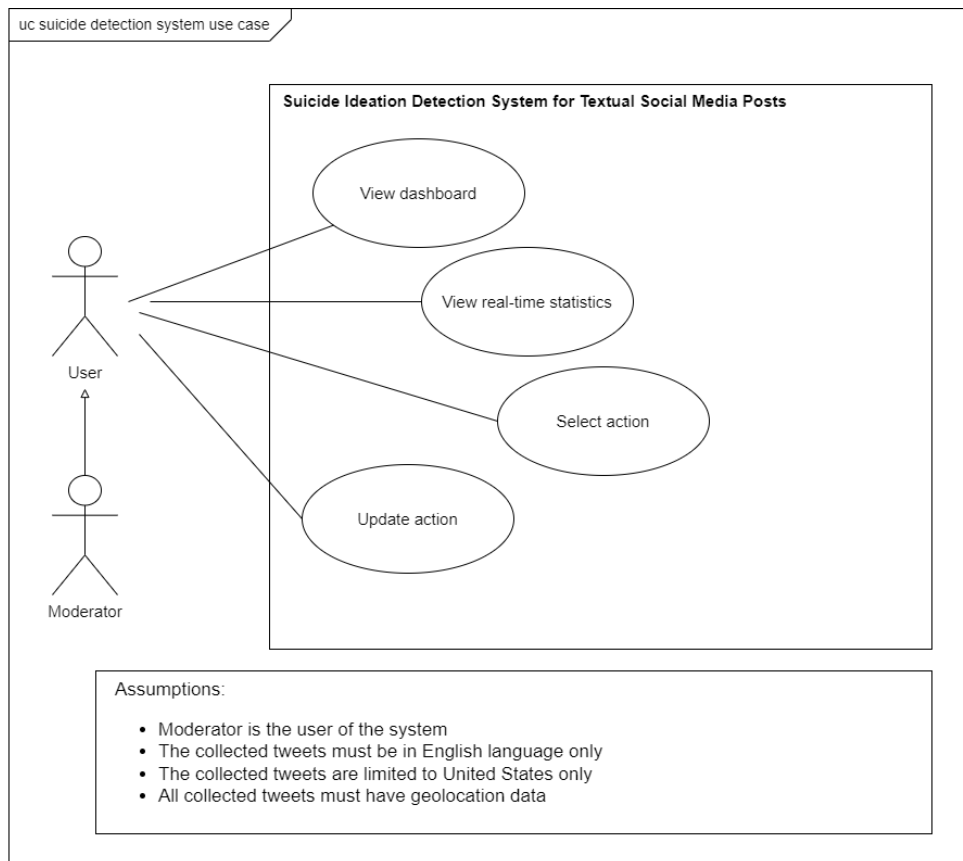 uc suicide detection system use case
Suicide Ideation Detection System for Textual Social Media Posts
View dashboard
View real-time statistics
User
Select action
Update action
Moderator
Assumptions:
• Moderator is the user of the system
• The collected tweets must be in English language only
• The collected tweets are limited to United States only
• All collected tweets must have geolocation data